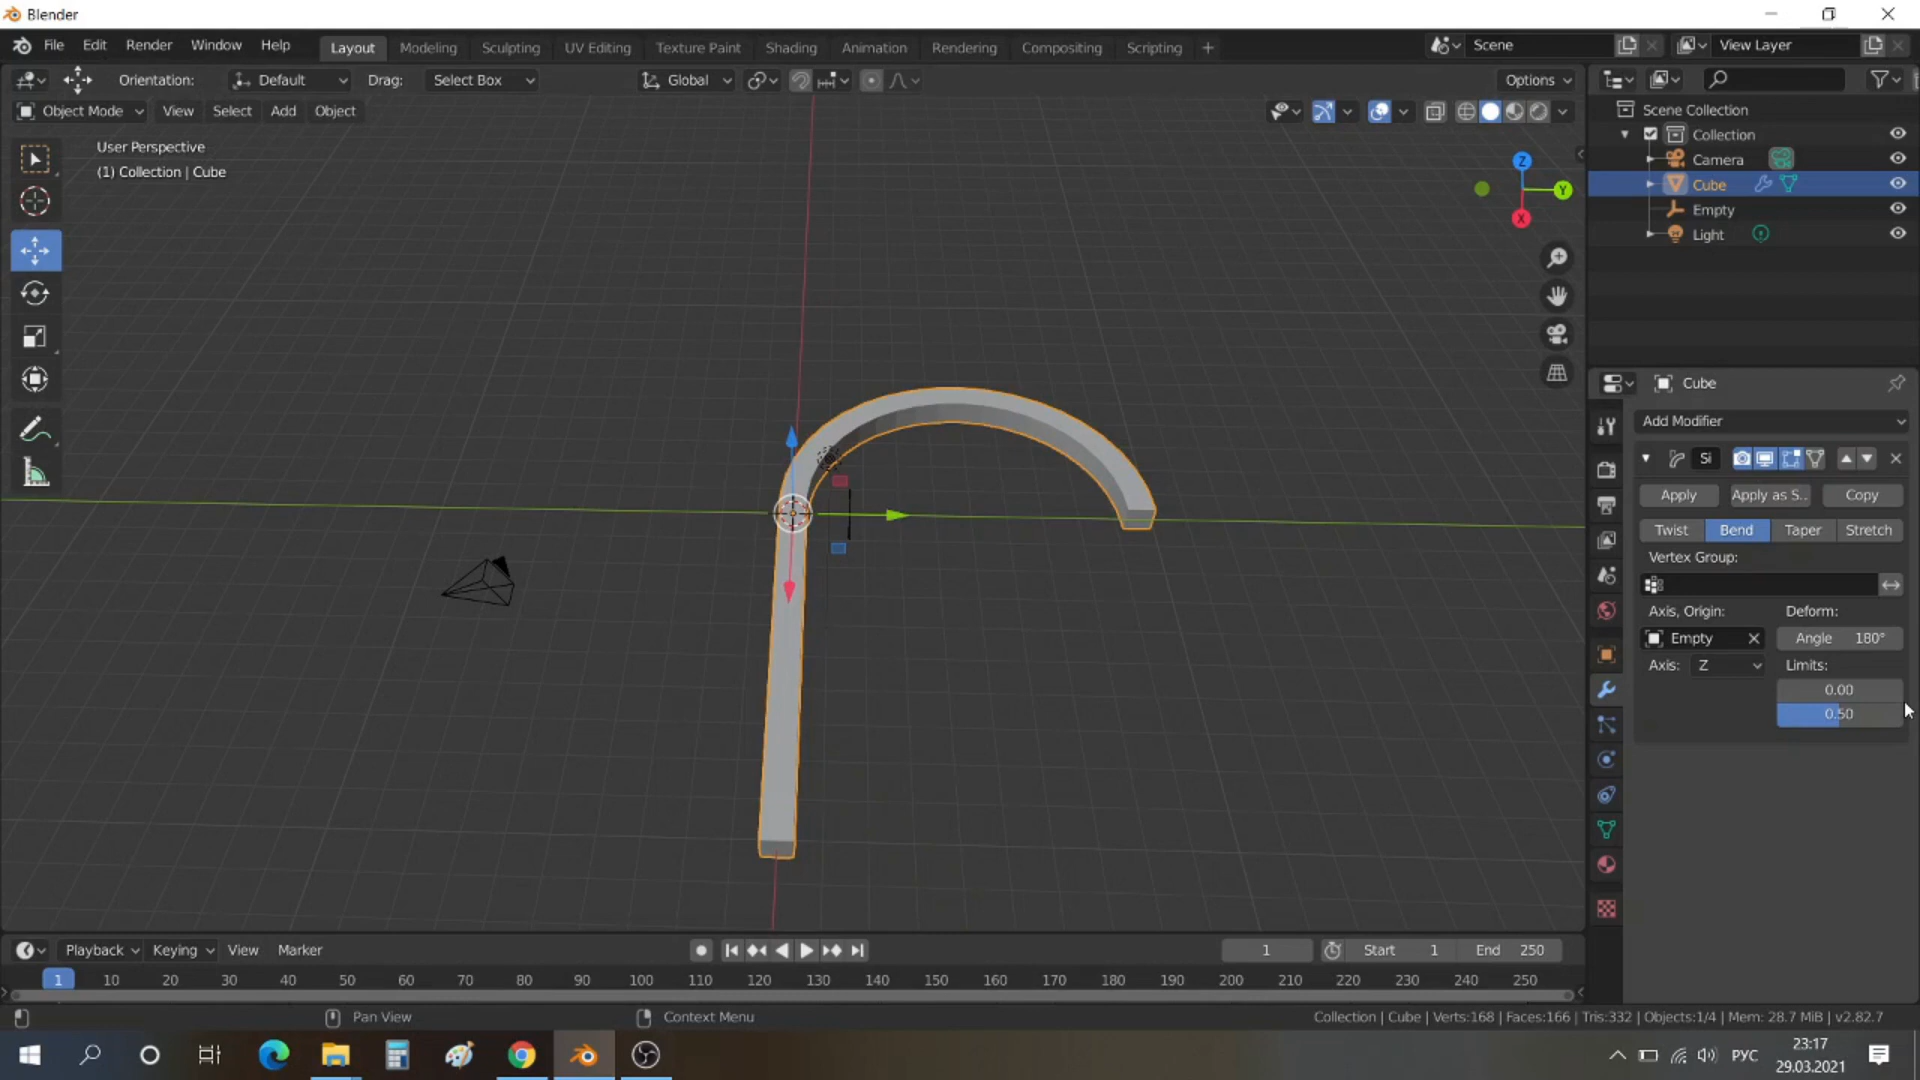 Blender
File Edit Render Window Help Layout Modeling Sculpting UV Editing Texture Paint Shading Animation Rendering Compositing Scripting + Scene View Layer
Orientation: Default Drag: Select Box Global Options
Object Mode View Select Add Object
User Perspective
(1) Collection | Cube
Z
Y
X
Scene Collection
Collection
Camera
Cube
Empty
Light
Cube
Add Modifier
Si
Apply Apply as S.. Copy
Twist Bend Taper Stretch
Vertex Group:
Axis, Origin: Deform:
Empty Angle 180°
Axis: Z Limits:
0.00
0.50
Playback Keying View Marker 1 Start 1 End 250
1 10 20 30 40 50 60 70 80 90 100 110 120 130 140 150 160 170 180 190 200 210 220 230 240 250
Pan View Context Menu Collection | Cube | Verts:168 | Faces:166 | Tris:332 | Objects:1/4 | Mem: 28.7 MiB | v2.82.7
РУС 23:17
29.03.2021